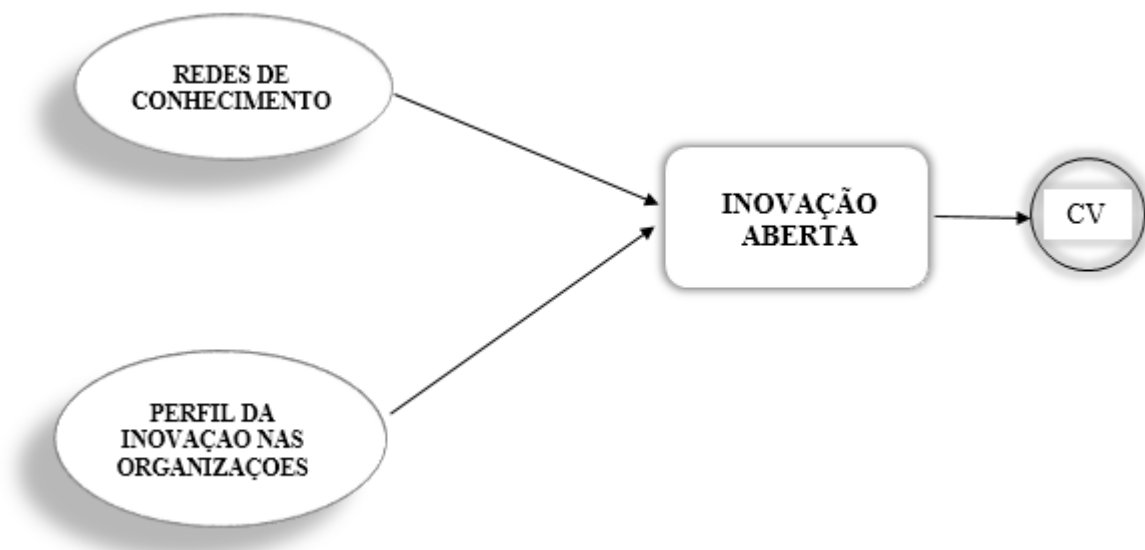 REDES DE
CONHECIMENTO
INOVAÇÃO
ABERTA
CV
PERFIL DA
INOVAÇAO NAS
ORGANIZAÇOES